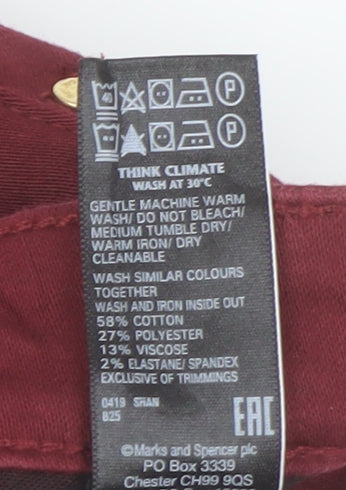 40 P
P
THINK CLIMATE
WASH AT 30°C
GENTLE MACHINE WARM
WASH/ DO NOT BLEACH/
MEDIUM TUMBLE DRY/
WARM IRON/ DRY
CLEANABLE
WASH SIMILAR COLOURS
TOGETHER
WASH AND IRON INSIDE OUT
58% COTTON
27% POLYESTER
13% VISCOSE
2% ELASTANE/ SPANDEX
EXCLUSIVE OF TRIMMINGS
0419 SHAN
B25
EAC
©Marks and Spencer plc
PO Box 3339
Chester CH99 9QS